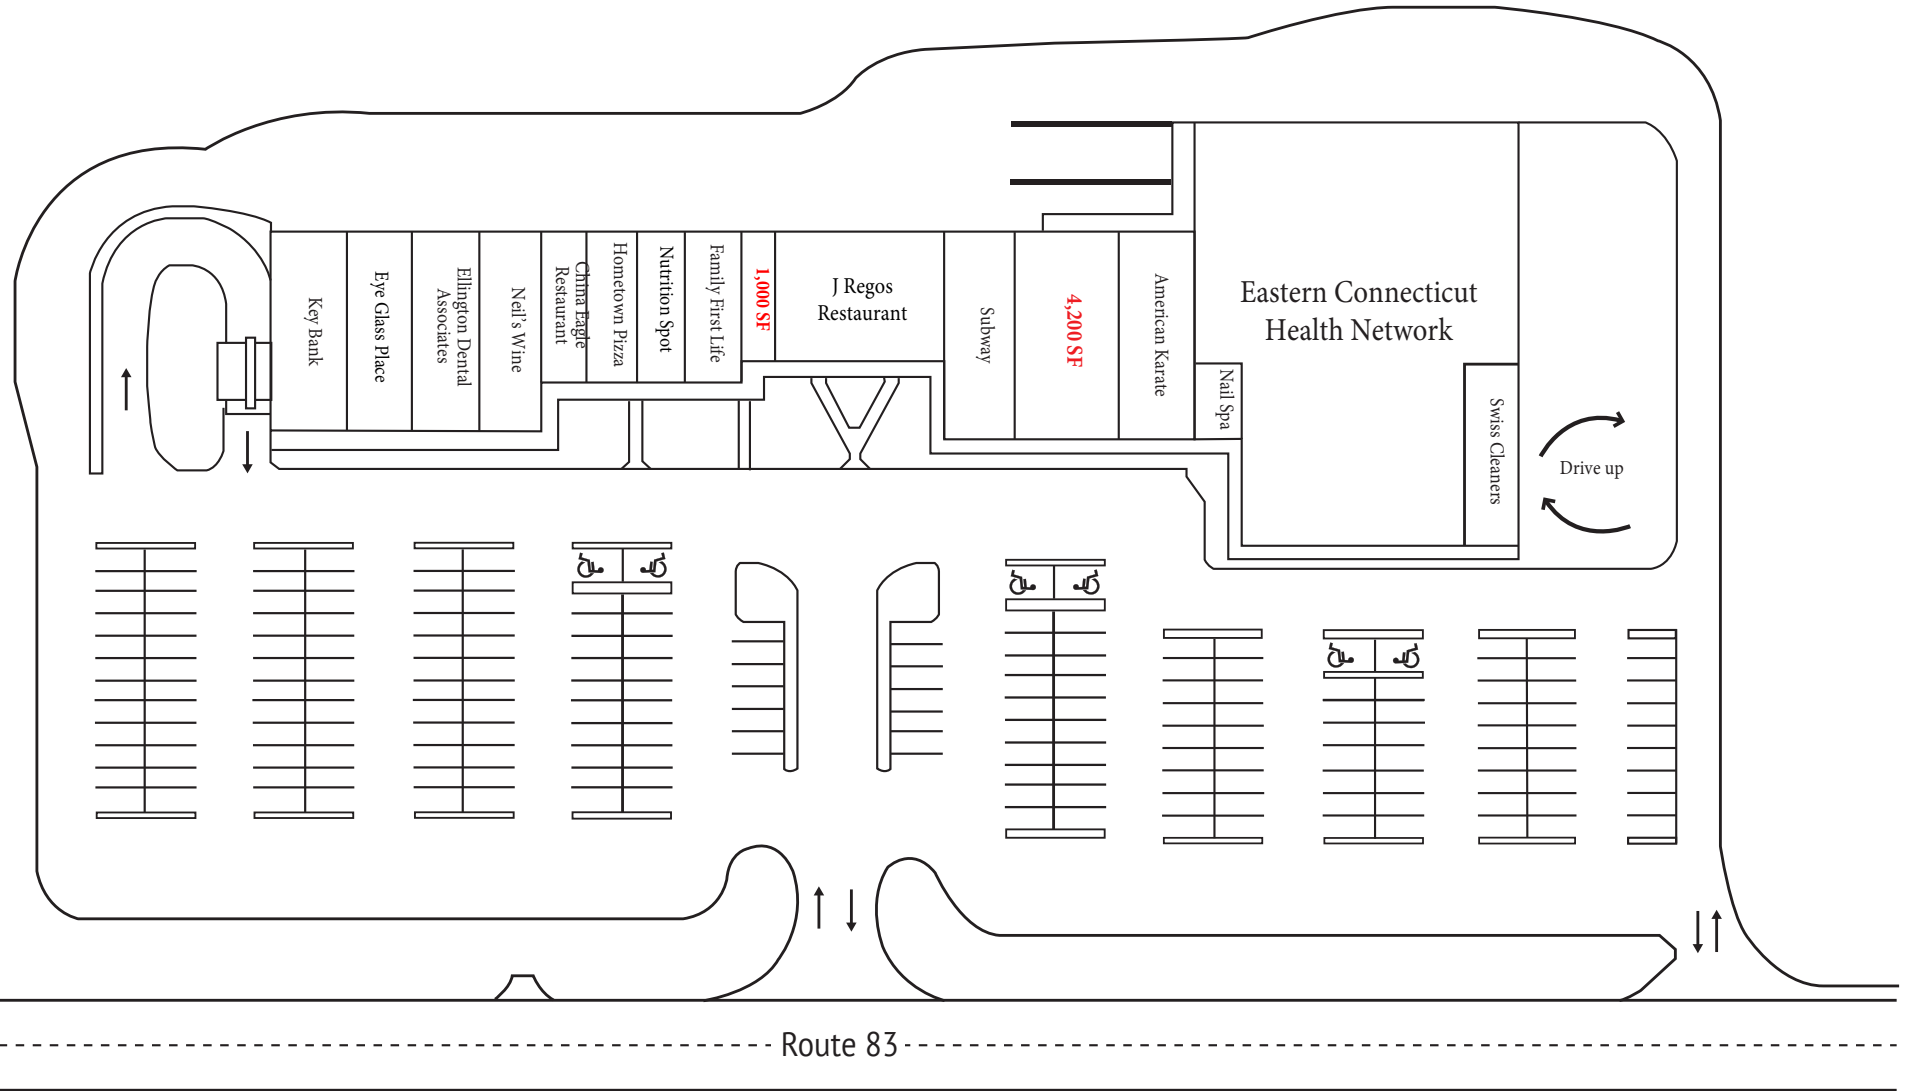 Key Bank
Eye Glass Place
Ellington Dental
Associates
Neil's Wine
China Eagle
Restaurant
Hometown Pizza
Nutrition Spot
Family First Life
1,000 SF
J Regos
Restaurant
Subway
4,200 SF
American Karate
Eastern Connecticut
Health Network
Nail Spa
Swiss Cleaners
Drive up
Route 83